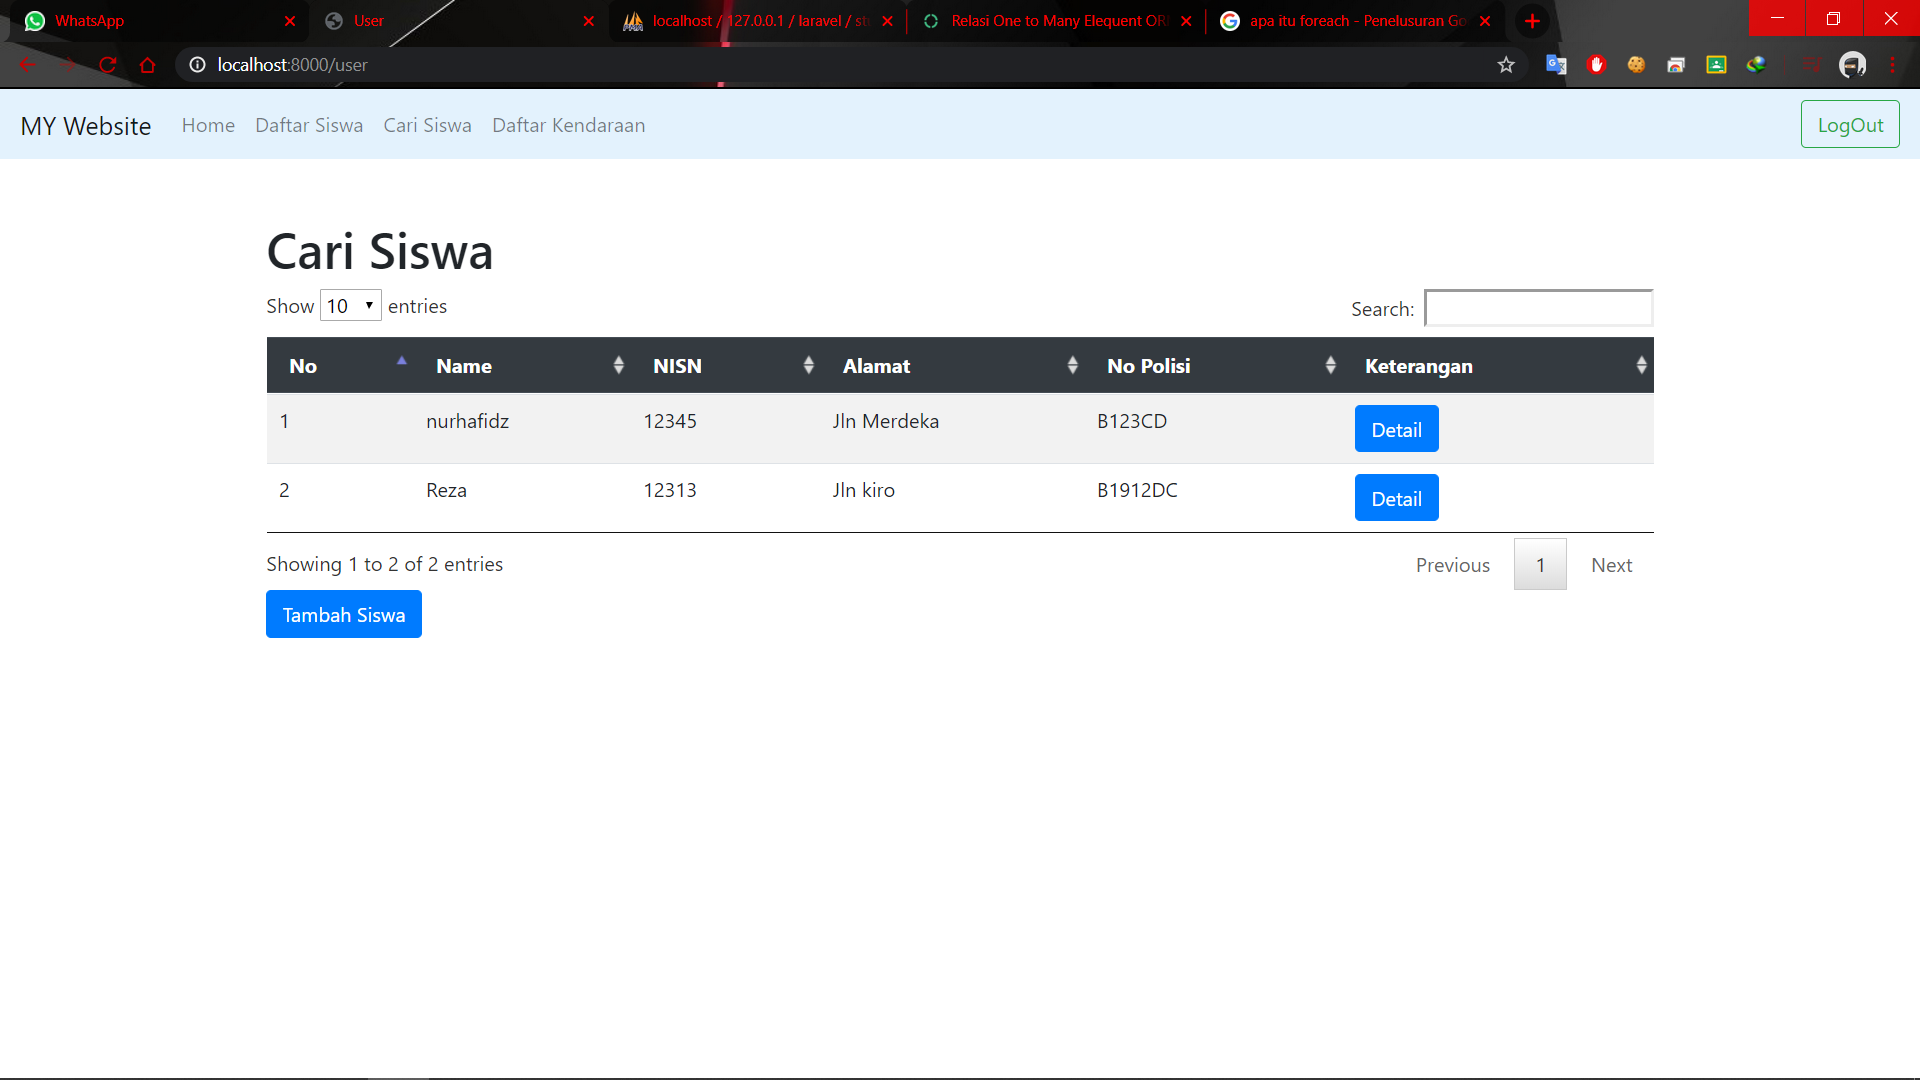 WhatsApp
User
localhost / 127.0.0.1 / laravel / st
Relasi One to Many Elequent OR
apa itu foreach - Penelusuran Go
localhost:8000/user
MY Website Home Daftar Siswa Cari Siswa Daftar Kendaraan LogOut
Cari Siswa
Show 10 entries Search:
No Name NISN Alamat No Polisi Keterangan
1 nurhafidz 12345 Jln Merdeka B123CD Detail
2 Reza 12313 Jln kiro B1912DC Detail
Showing 1 to 2 of 2 entries Previous 1 Next
Tambah Siswa